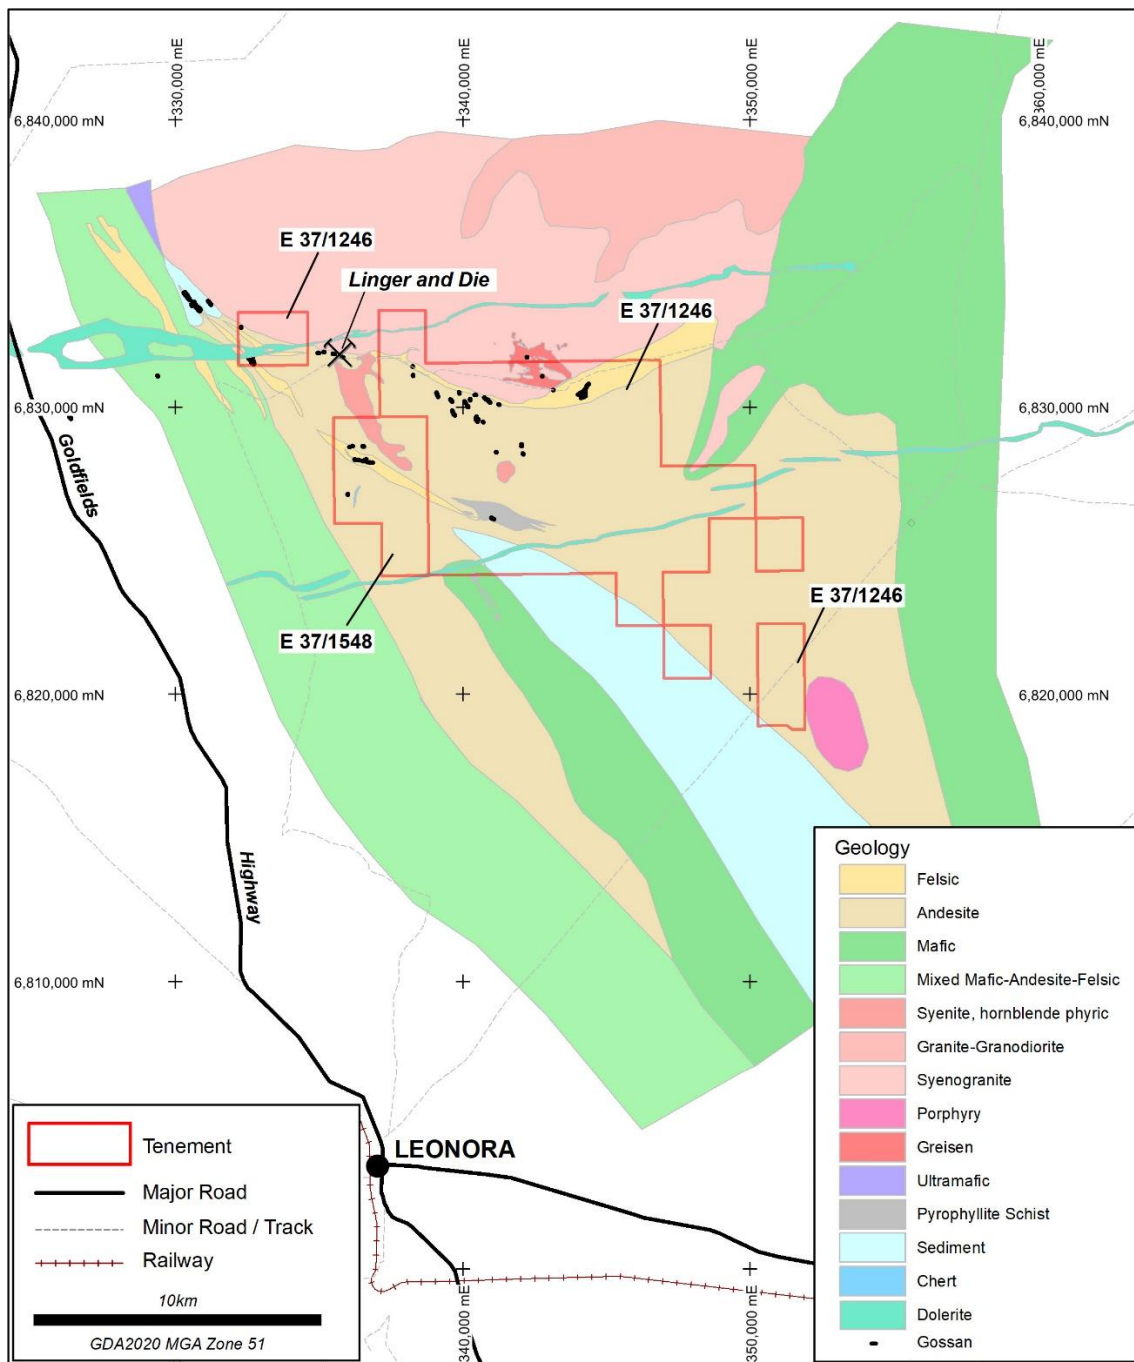 330,000 mE
340,000 mE
350,000 mE
360,000 mE
6,840,000 mN
6,840,000 mN
E 37/1246
Linger and Die
E 37/1246
6,830,000 mN
6,830,000 mN
Goldfields
E 37/1246
E 37/1548
6,820,000 mN
6,820,000 mN
Highway
6,810,000 mN
LEONORA
Tenement
Major Road
Minor Road / Track
Railway
10km
GDA2020 MGA Zone 51
340,000 mE
350,000 mE
Geology
Felsic
Andesite
Mafic
Mixed Mafic-Andesite-Felsic
Syenite, hornblende phyric
Granite-Granodiorite
Syenogranite
Porphyry
Greisen
Ultramafic
Pyrophyllite Schist
Sediment
Chert
Dolerite
Gossan